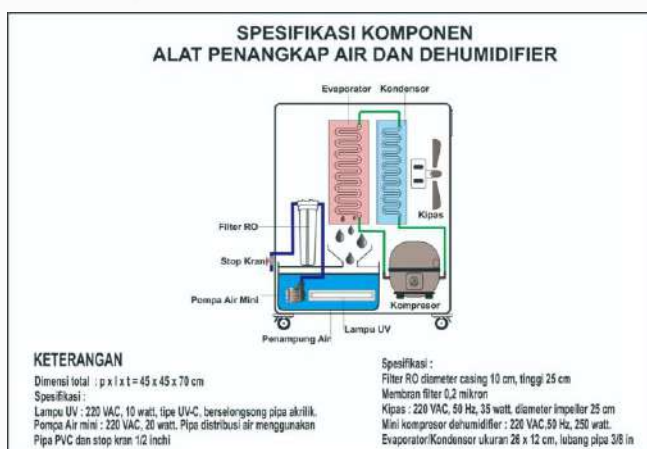 SPESIFIKASI KOMPONEN
ALAT PENANGKAP AIR DAN DEHUMIDIFIER
Evaporator Kondensor
Kipas
Filter RO
Stop Kran
Pompa Air Mini
Kompresor
Lampu UV
Penampung Air
KETERANGAN
Dimensi total : p x l x t = 45 x 45 x 70 cm
Spesifikasi :
Lampu UV : 220 VAC, 10 watt, tipe UV-C, berselongsong pipa akrilik.
Pompa Air mini : 220 VAC, 20 watt. Pipa distribusi air menggunakan
Pipa PVC dan stop kran 1/2 inchi
Spesifikasi :
Filter RO diameter casing 10 cm, tinggi 25 cm
Membran filter 0,2 mikron
Kipas : 220 VAC, 50 Hz, 35 watt, diameter impeller 25 cm
Mini kompresor dehumidifier : 220 VAC,50 Hz, 250 watt.
Evaporator/Kondensor ukuran 26 x 12 cm, lubang pipa 3/8 in